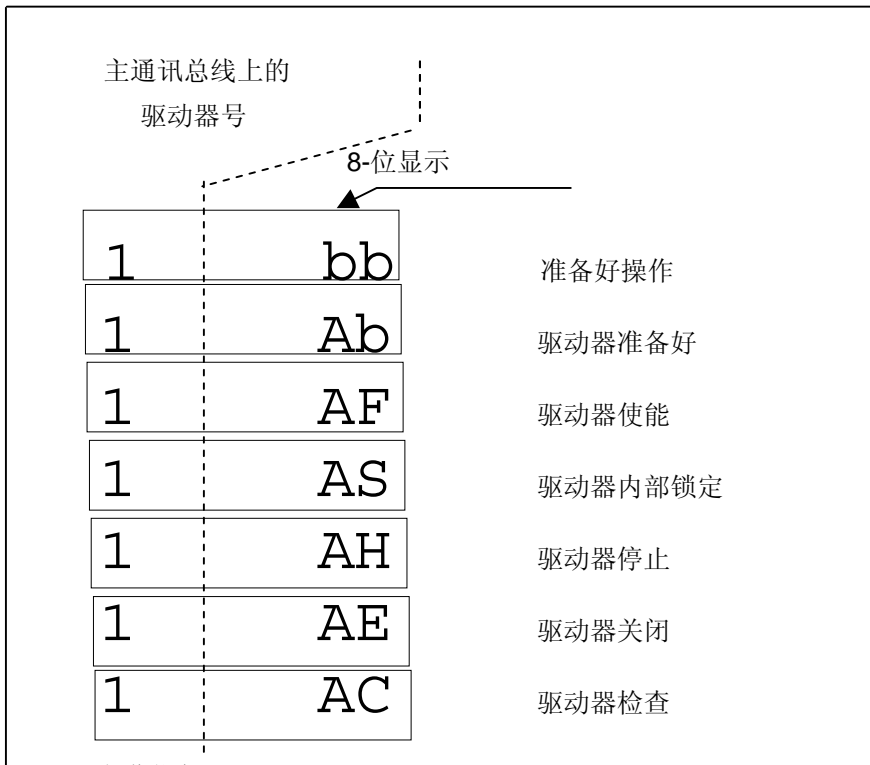 主通讯总线上的
驱动器号
8-位显示
1 bb 准备好操作
1 Ab 驱动器准备好
1 AF 驱动器使能
1 AS 驱动器内部锁定
1 AH 驱动器停止
1 AE 驱动器关闭
1 AC 驱动器检查